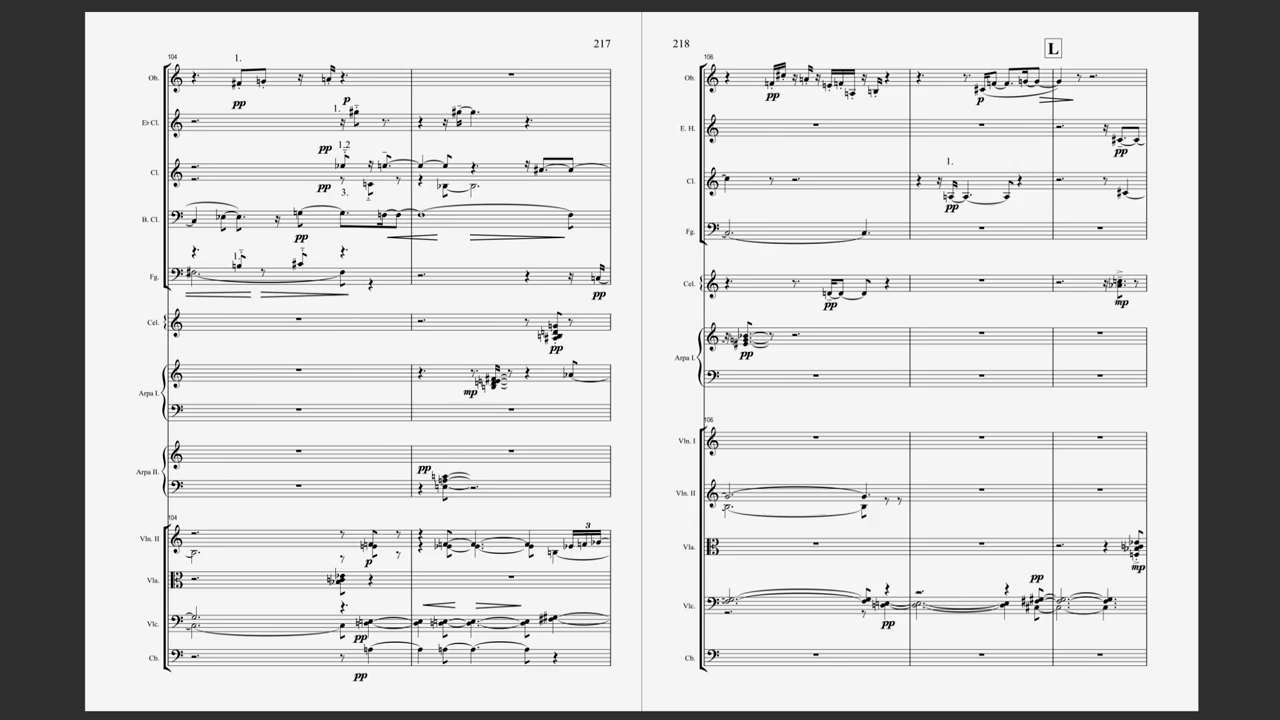 217
104
1.
Ob.
pp
p
1.
E♭ Cl.
pp
1.2
Cl.
pp
3.
B. Cl.
pp
1.
Fg.
pp
Cel.
pp
Arpa I.
mp
pp
Arpa II.
104
3
Vln. II
p
Vla.
Vlc.
pp
Cb.
pp
218
L
106
Ob.
pp
p
E. H.
pp
1.
Cl.
pp
Fg.
Cel.
pp
mp
Arpa I.
pp
106
Vln. I
Vln. II
Vla.
mp
pp
Vlc.
pp
Cb.